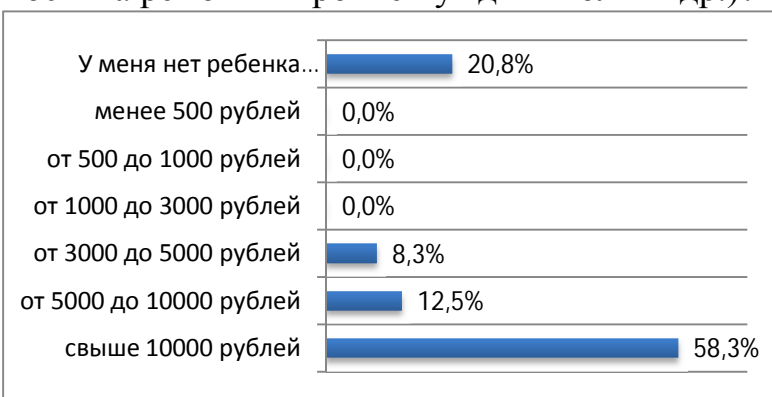 У меня нет ребенка... 20,8%
менее 500 рублей 0,0%
от 500 до 1000 рублей 0,0%
от 1000 до 3000 рублей 0,0%
от 3000 до 5000 рублей 8,3%
от 5000 до 10000 рублей 12,5%
свыше 10000 рублей 58,3%